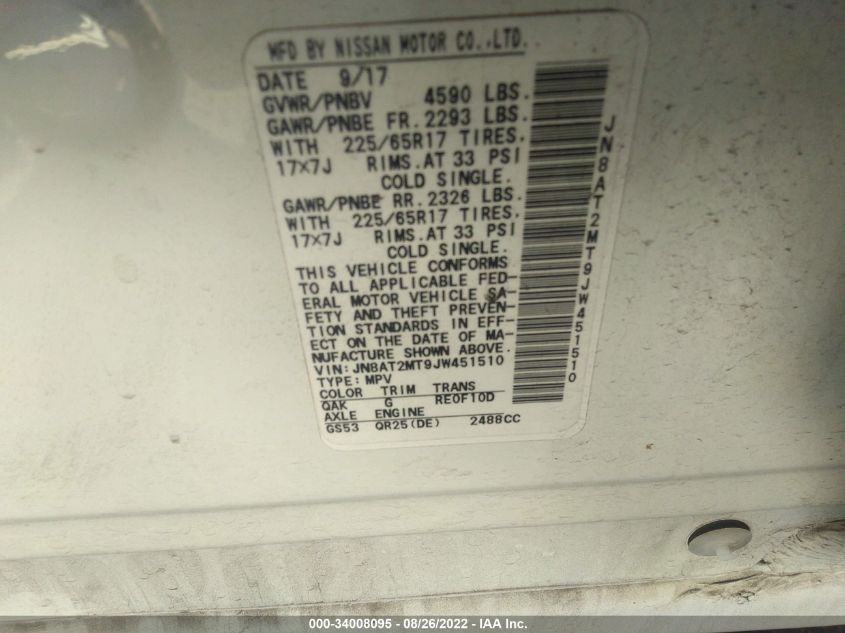 MFD BY NISSAN MOTOR CO.,LTD.
DATE 9/17
GVWR/PNBV 4590 LBS.
GAWR/PNBE FR. 2293 LBS.
WITH 225/65R17 TIRES.
17X7J RIMS.AT 33 PSI
COLD SINGLE.
GAWR/PNBE RR. 2326 LBS.
WITH 225/65R17 TIRES.
17X7J RIMS.AT 33 PSI
COLD SINGLE.
THIS VEHICLE CONFORMS
TO ALL APPLICABLE FED-
ERAL MOTOR VEHICLE SA-
FETY AND THEFT PREVEN-
TION STANDARDS IN EFF-
ECT ON THE DATE OF MA-
NUFACTURE SHOWN ABOVE.
VIN: JN8AT2MT9JW451510
TYPE: MPV
COLOR TRIM TRANS
QAK G RE0F10D
AXLE ENGINE
GS53 QR25(DE) 2488CC
JN8AT2MT9JW451510
000-34008095 - 08/26/2022 - IAA Inc.